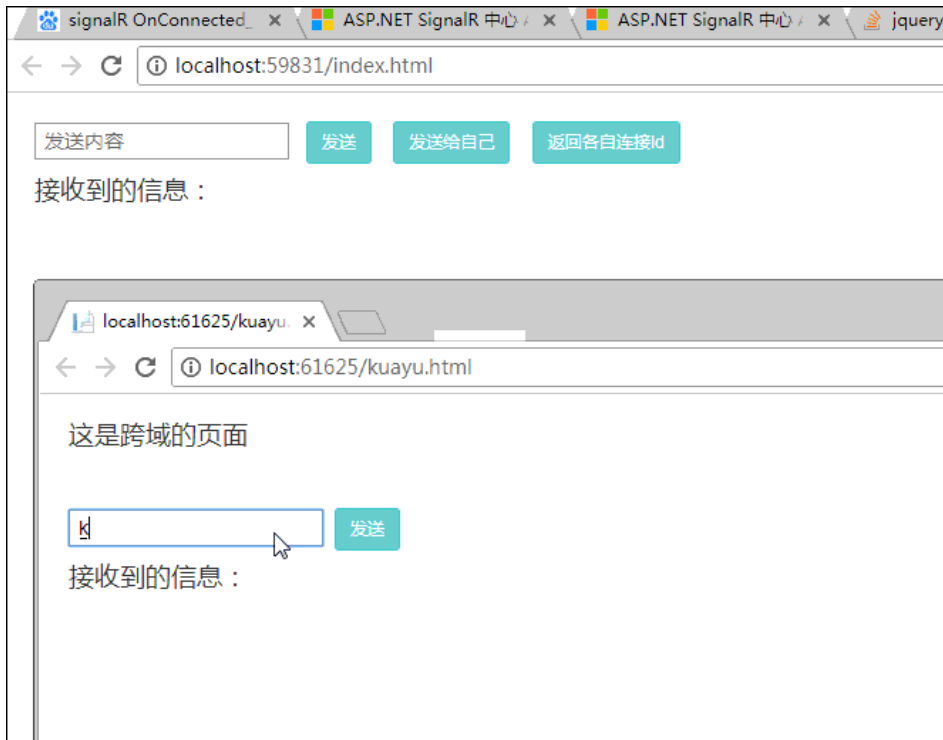 signalR OnConnected_ ASP.NET SignalR 中心 ASP.NET SignalR 中心 jquery
localhost:59831/index.html
发送内容 发送 发送给自己 返回各自连接Id
接收到的信息：
localhost:61625/kuayu.
localhost:61625/kuayu.html
这是跨域的页面
k 发送
接收到的信息：